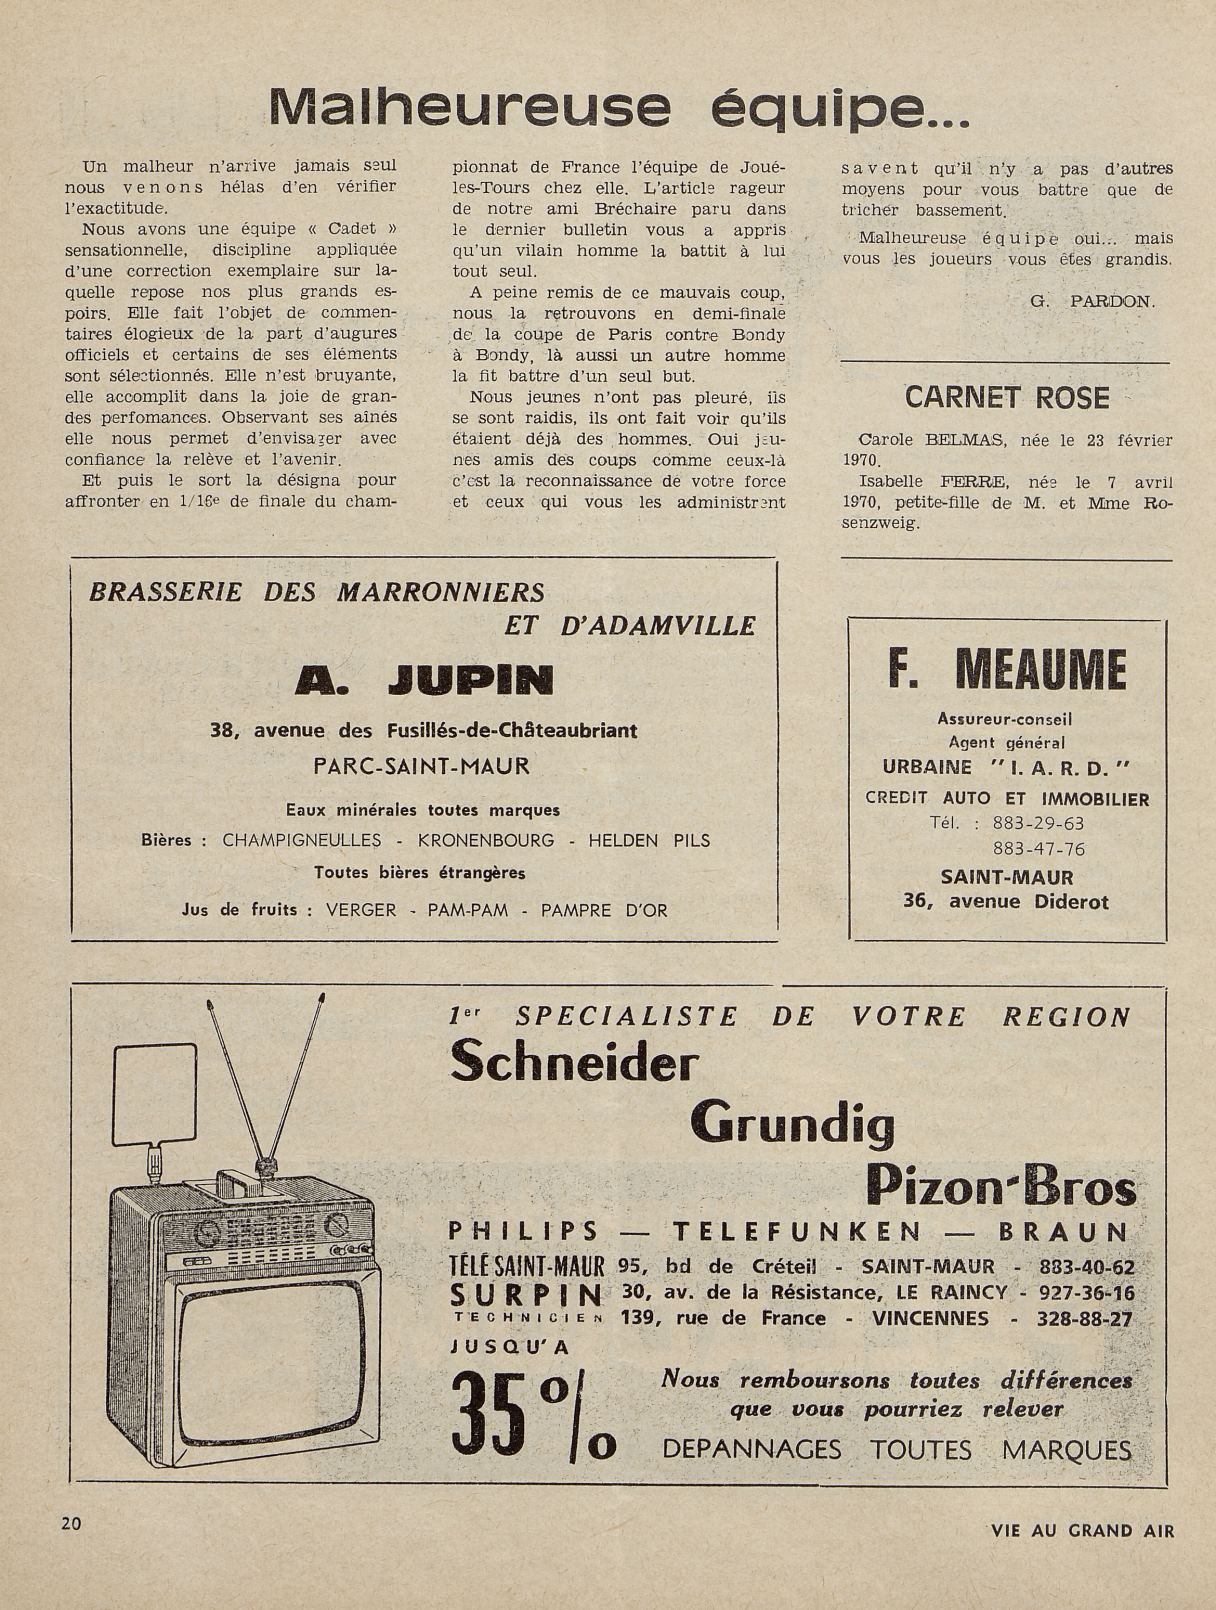 Malheureuse équipe...
Un malheur n'arrive jamais seul
nous venons hélas d'en vérifier
l'exactitude.
Nous avons une équipe « Cadet »
sensationnelle, discipline appliquée
d'une correction exemplaire sur la-
quelle repose nos plus grands es-
poirs. Elle fait l'objet de commen-
taires élogieux de la part d'augures
officiels et certains de ses éléments
sont sélectionnés. Elle n'est bruyante,
elle accomplit dans la joie de gran-
des perfomances. Observant ses aînés
elle nous permet d'envisager avec
confiance la relève et l'avenir.
Et puis le sort la désigna pour
affronter en 1/16e de finale du cham-
pionnat de France l'équipe de Joué-
les-Tours chez elle. L'article rageur
de notre ami Bréchaire paru dans
le dernier bulletin vous a appris
qu'un vilain homme la battit à lui
tout seul.
A peine remis de ce mauvais coup,
nous la retrouvons en demi-finale
de la coupe de Paris contre Bondy
à Bondy, là aussi un autre homme
la fit battre d'un seul but.
Nous jeunes n'ont pas pleuré, ils
se sont raidis, ils ont fait voir qu'ils
étaient déjà des hommes. Oui jeu-
nes amis des coups comme ceux-là
c'est la reconnaissance de votre force
et ceux qui vous les administrent
savent qu'il n'y a pas d'autres
moyens pour vous battre que de
tricher bassement.
Malheureuse équipe oui... mais
vous les joueurs vous êtes grandis.
G. PARDON.
CARNET ROSE
Carole BELMAS, née le 23 février
1970.
Isabelle FERRE, née le 7 avril
1970, petite-fille de M. et Mme Ro-
senzweig.
BRASSERIE DES MARRONNIERS
ET D'ADAMVILLE
A. JUPIN
38, avenue des Fusillés-de-Châteaubriant
PARC-SAINT-MAUR
Eaux minérales toutes marques
Bières : CHAMPIGNEULLES - KRONENBOURG - HELDEN PILS
Toutes bières étrangères
Jus de fruits : VERGER - PAM-PAM - PAMPRE D'OR
F. MEAUME
Assureur-conseil
Agent général
URBAINE "I. A. R. D."
CREDIT AUTO ET IMMOBILIER
Tél. : 883-29-63
883-47-76
SAINT-MAUR
36, avenue Diderot
1er SPECIALISTE DE VOTRE REGION
Schneider
Grundig
Pizon-Bros
PHILIPS — TELEFUNKEN — BRAUN
TÉLÉ SAINT-MAUR 95, bd de Créteil - SAINT-MAUR - 883-40-62
SURPIN 30, av. de la Résistance, LE RAINCY - 927-36-16
TECHNICIEN 139, rue de France - VINCENNES - 328-88-27
JUSQU'A
35%
Nous remboursons toutes différences
que vous pourriez relever
DEPANNAGES TOUTES MARQUES
20
VIE AU GRAND AIR